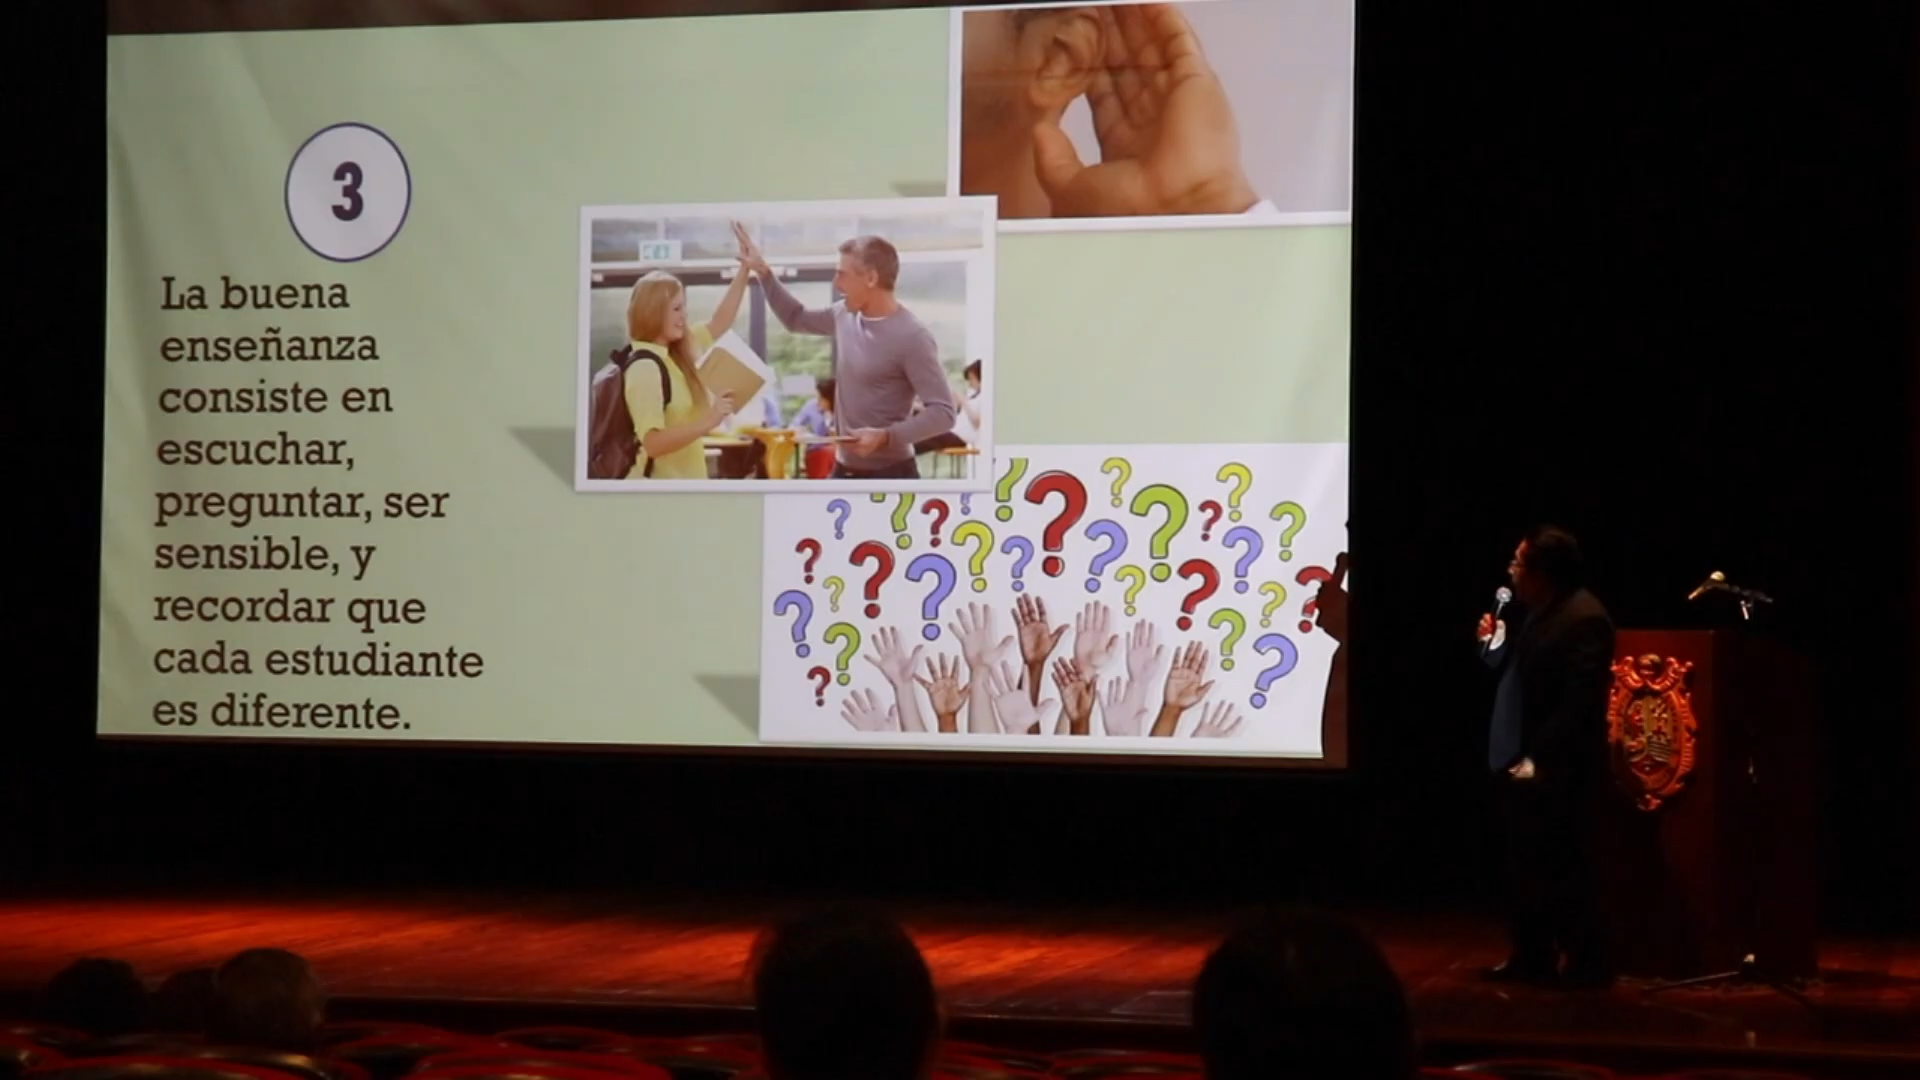 3
La buena
enseñanza
consiste en
escuchar,
preguntar, ser
sensible, y
recordar que
cada estudiante
es diferente.